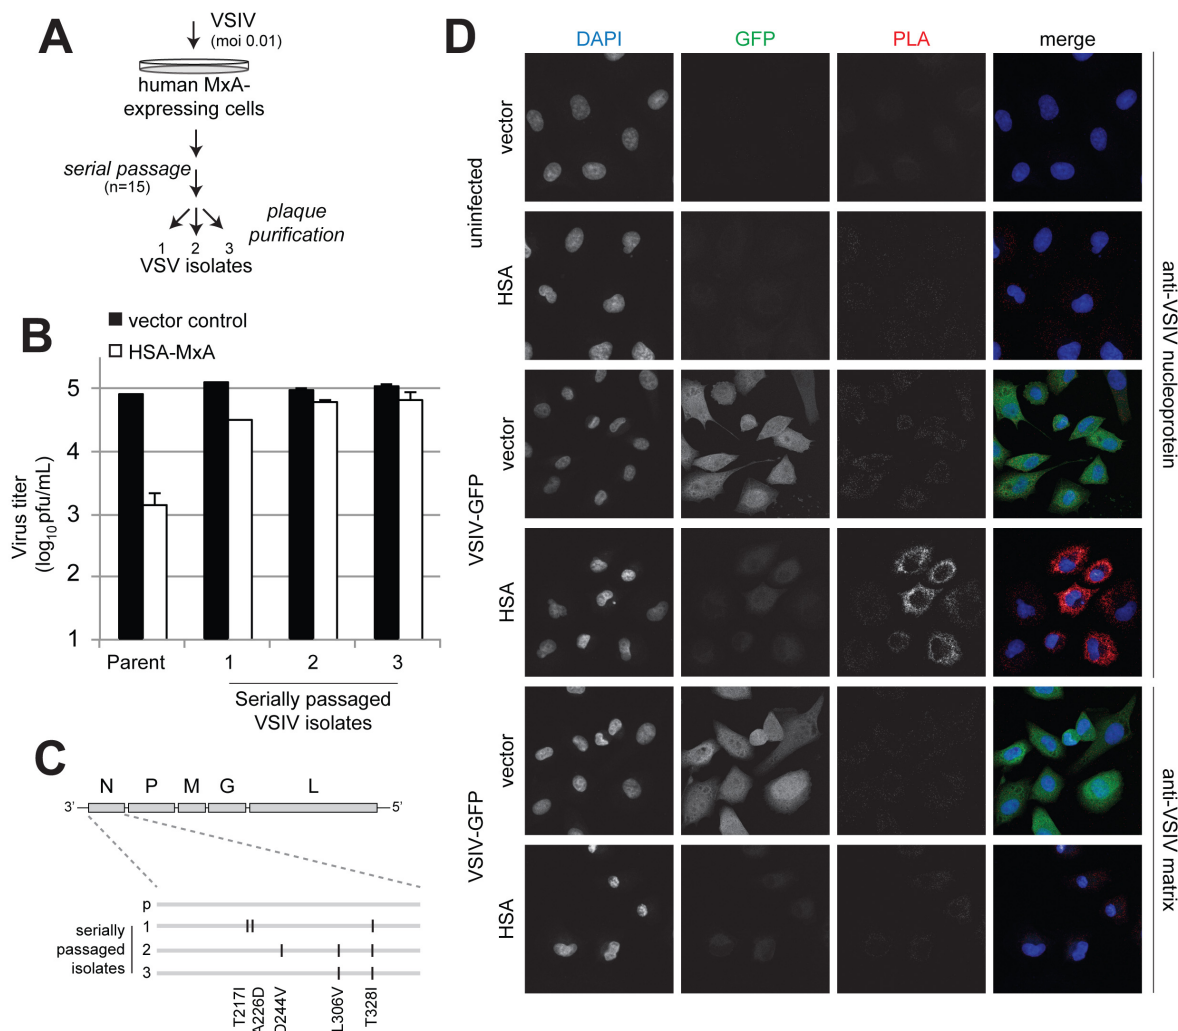 A
VSIV
(moi 0.01)
human MxA-
expressing cells
serial passage
(n=15)
plaque
purification
1 2 3
VSV isolates
B
vector control
HSA-MxA
Virus titer
(log10pfu/mL)
5
4
3
2
1
Parent 1 2 3
Serially passaged
VSIV isolates
C
N P M G L
3' 5'
p
1
2
3
serially
passaged
isolates
T217I
A226D
D244V
L306V
T328I
D
DAPI GFP PLA merge
uninfected
vector
HSA
VSIV-GFP
vector
HSA
anti-VSIV nucleoprotein
VSIV-GFP
vector
HSA
anti-VSIV matrix